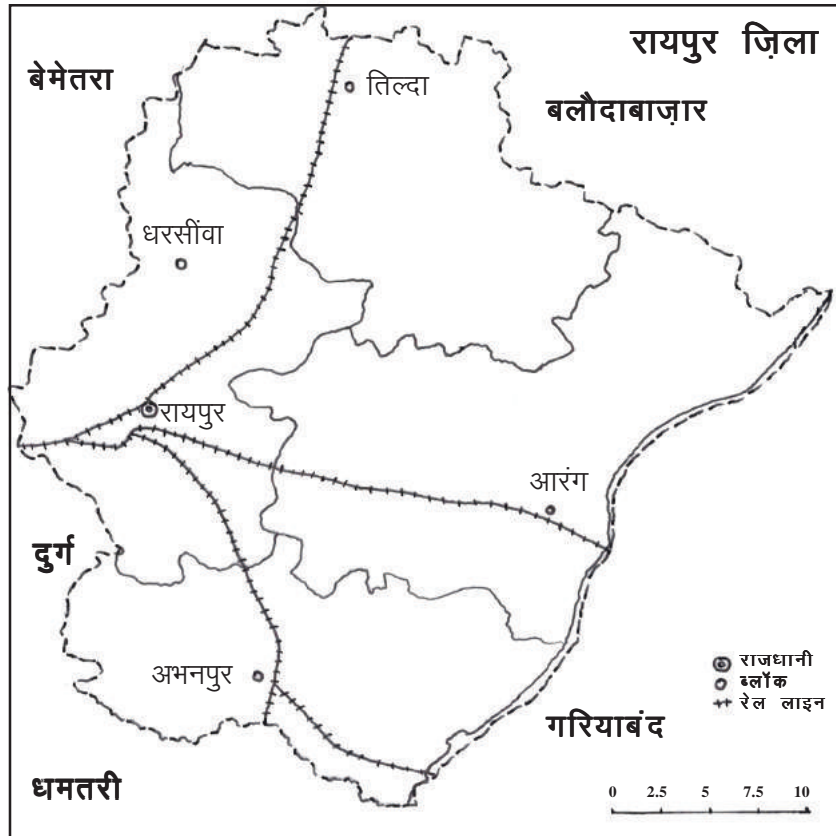 रायपुर ज़िला
बेमेतरा
तिल्दा
बलौदाबाज़ार
धरसींवा
रायपुर
आरंग
दुर्ग
अभनपुर
राजधानी
ब्लॉक
रेल लाइन
गरियाबंद
धमतरी
0 2.5 5 7.5 10